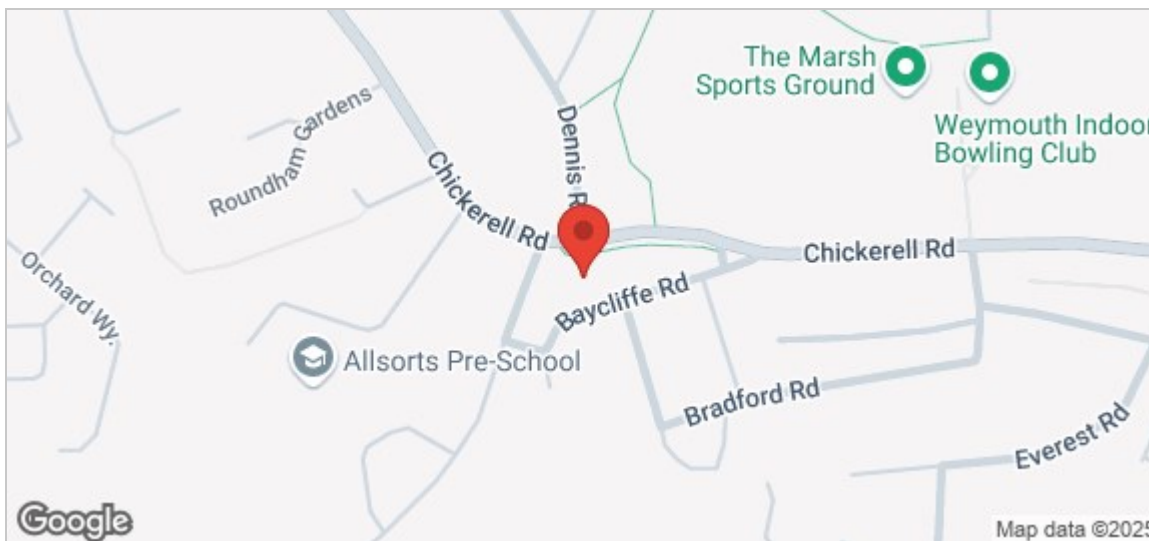 The Marsh
Sports Ground
Weymouth Indoor
Bowling Club
Roundham Gardens
Dennis R
Chickerell Rd
Chickerell Rd
Orchard Wy.
Baycliffe Rd
Allsorts Pre-School
Bradford Rd
Everest Rd
Google
Map data ©2025